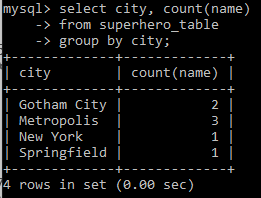 mysql> select city, count(name)
    -> from superhero_table
    -> group by city;
+-------------+-------------+
| city        | count(name) |
+-------------+-------------+
| Gotham City |           2 |
| Metropolis  |           3 |
| New York    |           1 |
| Springfield |           1 |
+-------------+-------------+
4 rows in set (0.00 sec)